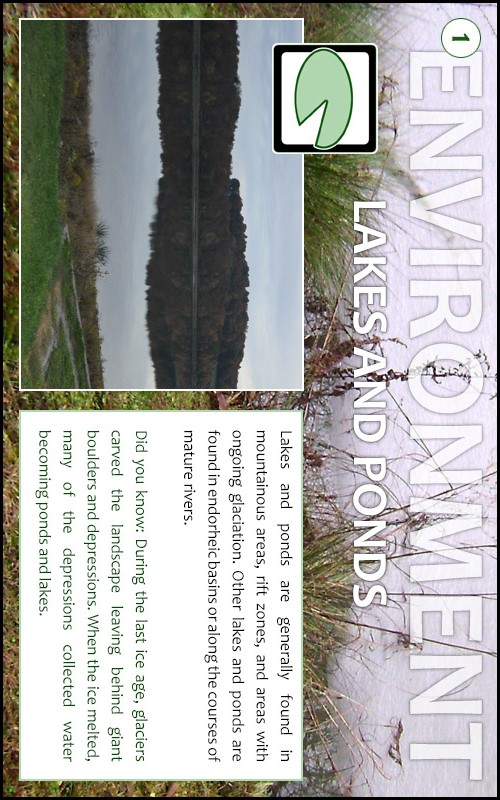 1
ENVIRONMENT
LAKES AND PONDS
Lakes and ponds are generally found in
mountainous areas, rift zones, and areas with
ongoing glaciation. Other lakes and ponds are
found in endorheic basins or along the courses of
mature rivers.
Did you know: During the last ice age, glaciers
carved the landscape leaving behind giant
boulders and depressions. When the ice melted,
many of the depressions collected water
becoming ponds and lakes.